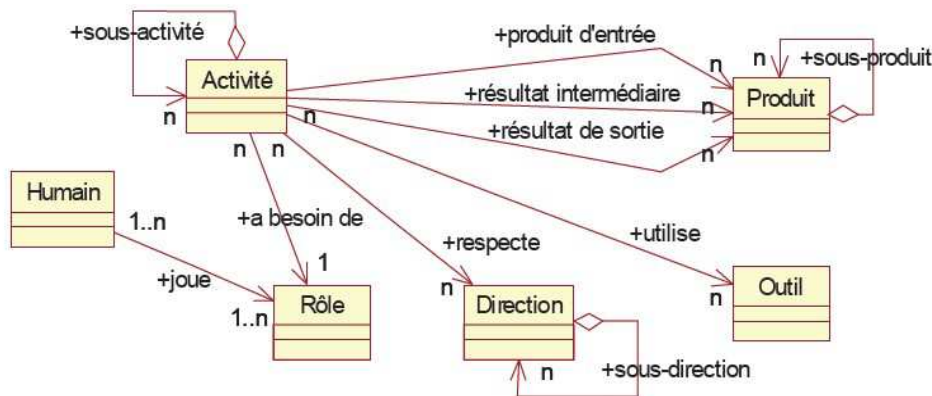 +sous-activité
+produit d'entrée
n
n
+sous-produit
Activité
+résultat intermédiaire
n
Produit
n
n
+résultat de sortie
n
n
n
Humain
1..n
+a besoin de
+respecte
+utilise
+joue
1
1..n
Rôle
n
Direction
n
Outil
n
+sous-direction